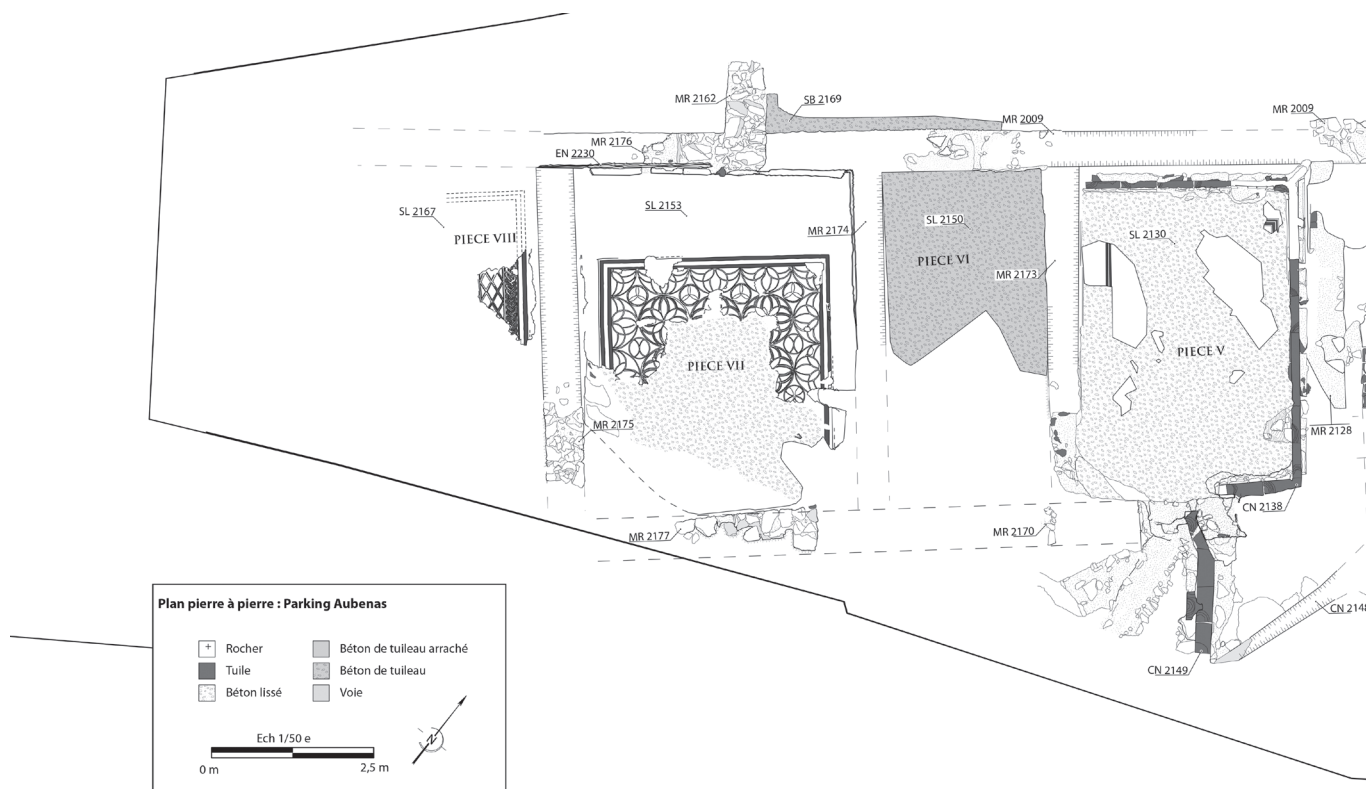 MR 2162
SB 2169
MR 2009
MR 2009
MR 2176
EN 2230
SL 2167
PIECE VIII
SL 2153
MR 2174
SL 2150
PIECE VI
MR 2173
SL 2130
PIECE VII
PIECE V
MR 2175
MR 2128
MR 2177
MR 2170
CN 2138
CN 2148
CN 2149
Plan pierre à pierre : Parking Aubenas
+ Rocher
Béton de tuileau arraché
Tuile
Béton de tuileau
Béton lissé
Voie
Ech 1/50 e
0 m
2,5 m
N